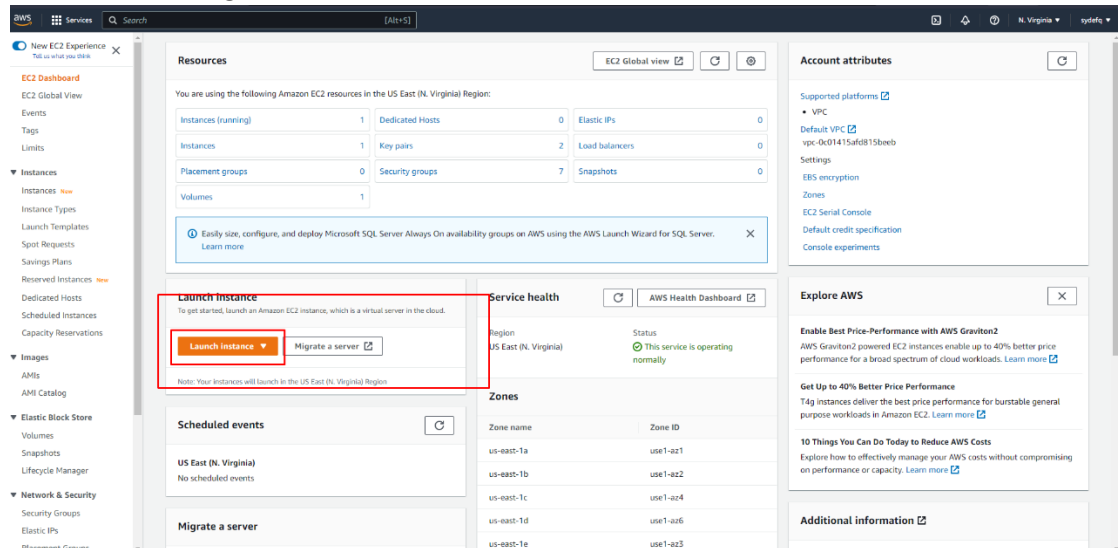 aws
Services
Search
[Alt+S]
N. Virginia
sydefq
New EC2 Experience
Tell us what you think
EC2 Dashboard
EC2 Global View
Events
Tags
Limits
Instances
Instances New
Instance Types
Launch Templates
Spot Requests
Savings Plans
Reserved Instances New
Dedicated Hosts
Scheduled Instances
Capacity Reservations
Images
AMIs
AMI Catalog
Elastic Block Store
Volumes
Snapshots
Lifecycle Manager
Network & Security
Security Groups
Elastic IPs
Placement Groups
Resources
EC2 Global view
You are using the following Amazon EC2 resources in the US East (N. Virginia) Region:
Instances (running) 1
Dedicated Hosts 0
Elastic IPs 0
Instances 1
Key pairs 2
Load balancers 0
Placement groups 0
Security groups 7
Snapshots 0
Volumes 1
Easily size, configure, and deploy Microsoft SQL Server Always On availability groups on AWS using the AWS Launch Wizard for SQL Server.
Learn more
Launch instance
To get started, launch an Amazon EC2 instance, which is a virtual server in the cloud.
Launch instance
Migrate a server
Note: Your instances will launch in the US East (N. Virginia) Region
Scheduled events
US East (N. Virginia)
No scheduled events
Migrate a server
Service health
AWS Health Dashboard
Region
US East (N. Virginia)
Status
This service is operating
normally
Zones
Zone name Zone ID
us-east-1a use1-az1
us-east-1b use1-az2
us-east-1c use1-az4
us-east-1d use1-az6
us-east-1e use1-az3
Account attributes
Supported platforms
• VPC
Default VPC
vpc-0c01415afd815beeb
Settings
EBS encryption
Zones
EC2 Serial Console
Default credit specification
Console experiments
Explore AWS
Enable Best Price-Performance with AWS Graviton2
AWS Graviton2 powered EC2 instances enable up to 40% better price
performance for a broad spectrum of cloud workloads. Learn more
Get Up to 40% Better Price Performance
T4g instances deliver the best price performance for burstable general
purpose workloads in Amazon EC2. Learn more
10 Things You Can Do Today to Reduce AWS Costs
Explore how to effectively manage your AWS costs without compromising
on performance or capacity. Learn more
Additional information